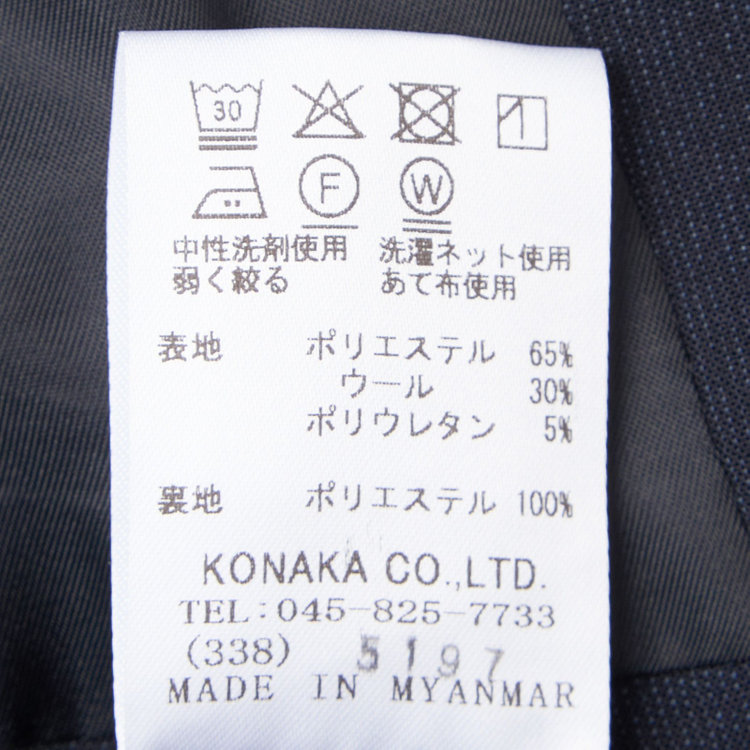 30
F W
中性洗剤使用 洗濯ネット使用
弱く絞る あて布使用
表地 ポリエステル 65%
ウール 30%
ポリウレタン 5%
裏地 ポリエステル 100%
KONAKA CO.,LTD.
TEL:045-825-7733
(338) 5197
MADE IN MYANMAR